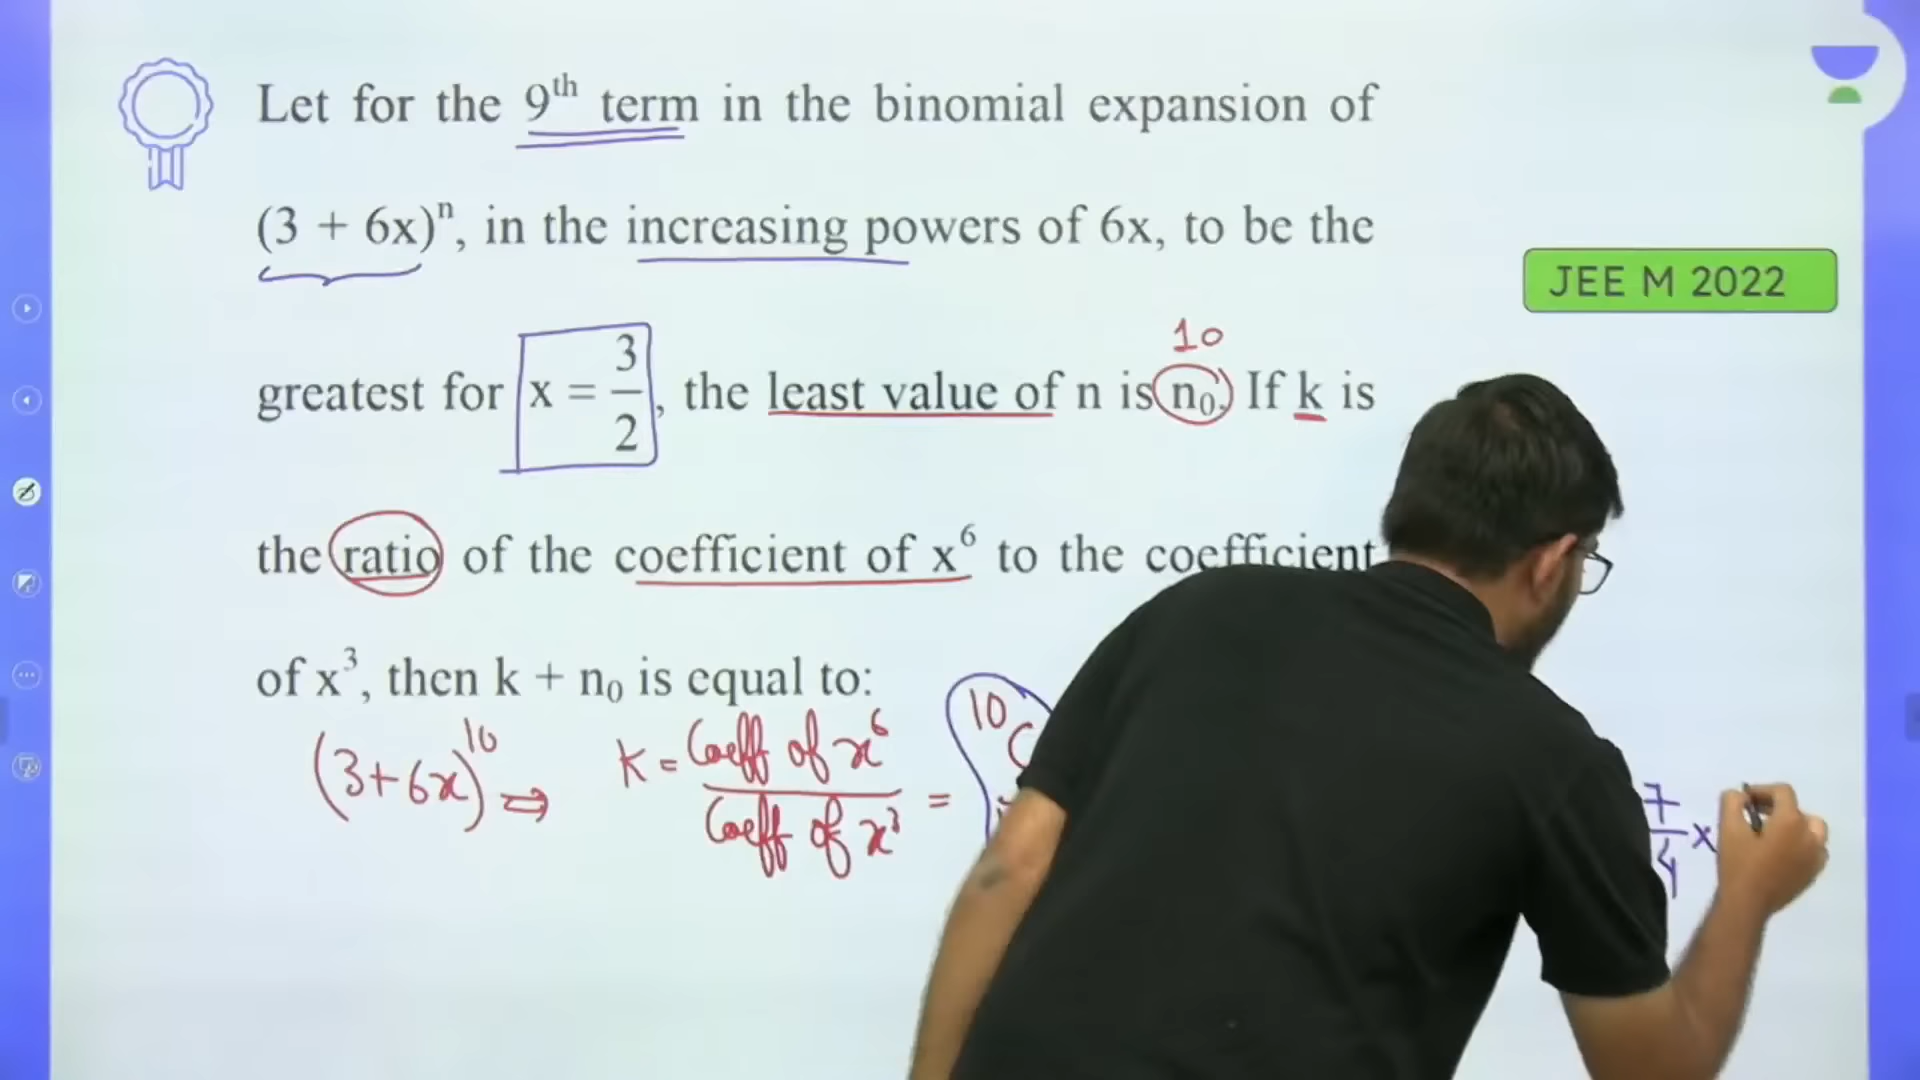 Let for the 9th term in the binomial expansion of
(3 + 6x)ⁿ, in the increasing powers of 6x, to be the
JEE M 2022
10
greatest for x = 3/2, the least value of n is n₀. If k is
the ratio of the coefficient of x⁶ to the coefficient
of x³, then k + n₀ is equal to:
(3+6x)¹⁰ ⇒ K = Coeff of x⁶ / Coeff of x³ = ¹⁰C
7/4 x